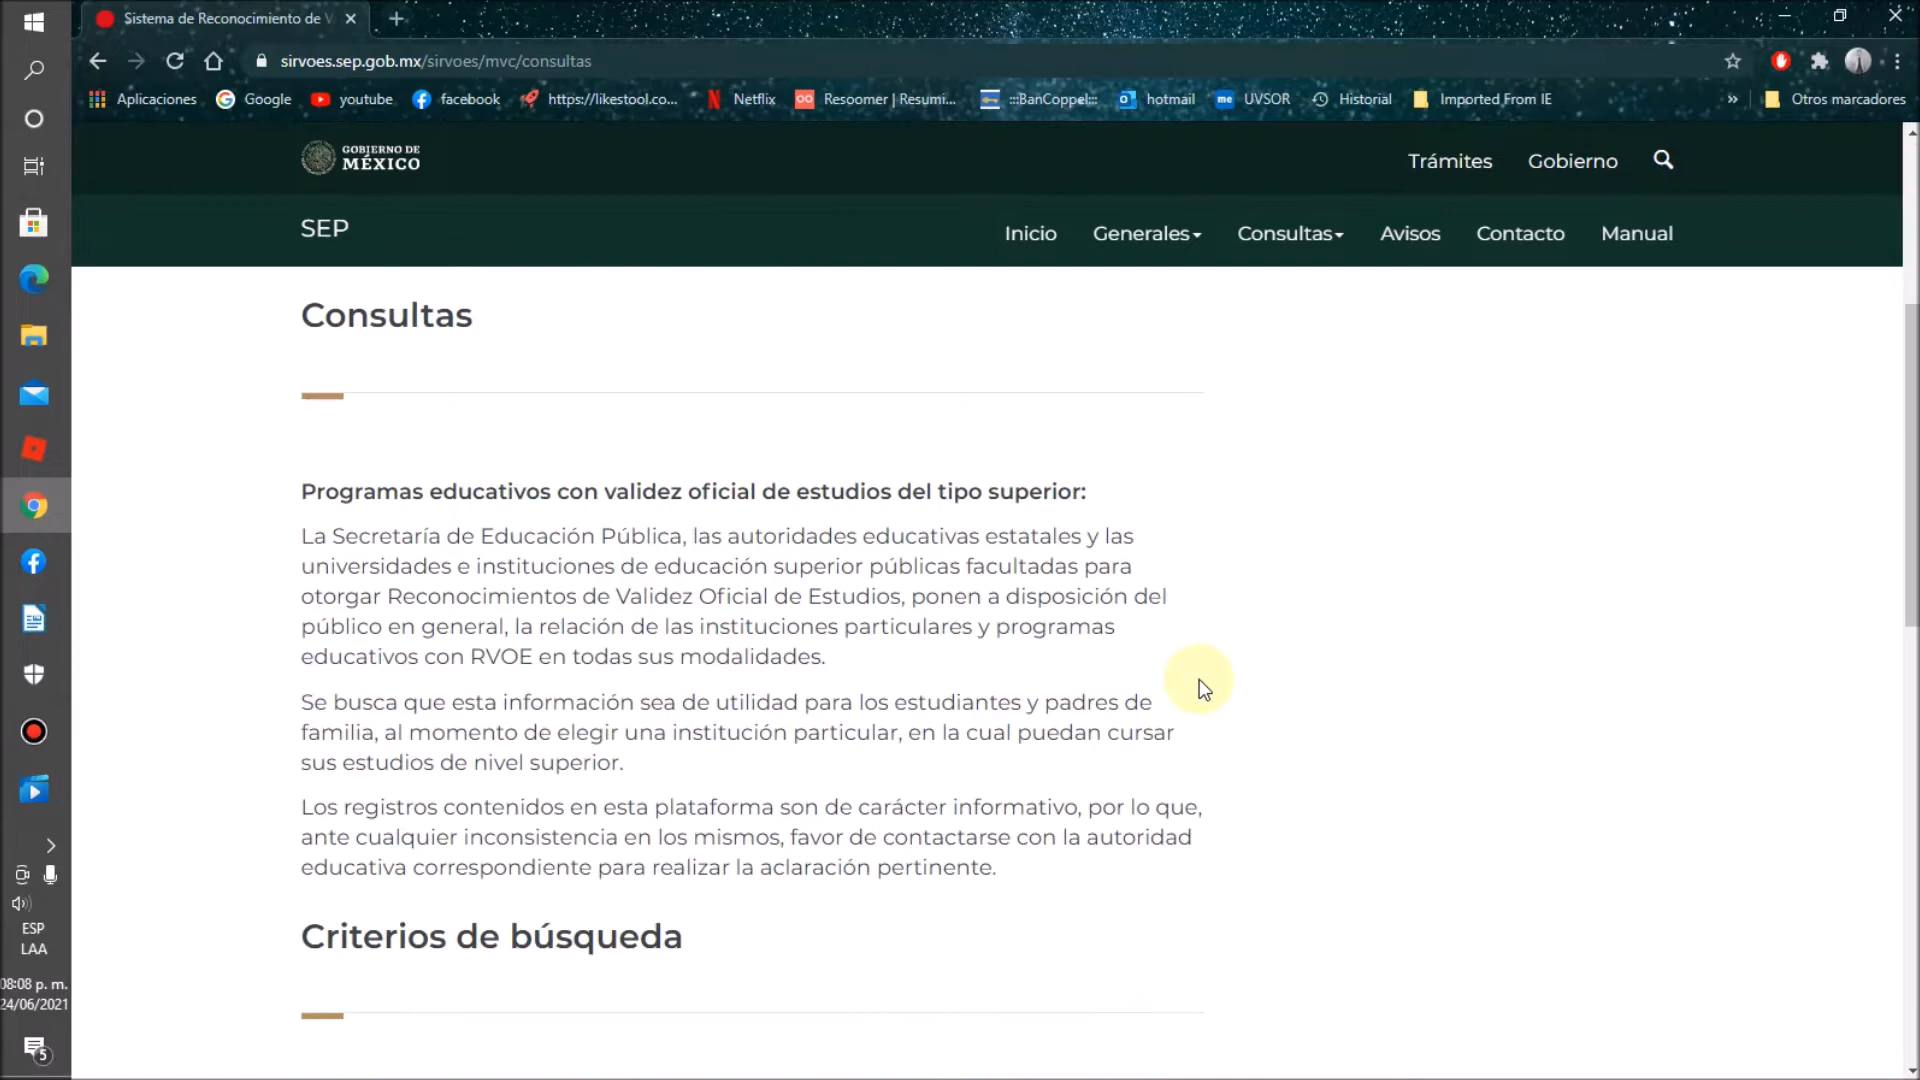 Sistema de Reconocimiento de V
sirvoes.sep.gob.mx/sirvoes/mvc/consultas
Aplicaciones Google youtube facebook https://likestool.co... Netflix Resoomer | Resumi... :::BanCoppel::: hotmail UVSOR Historial Imported From IE » Otros marcadores
GOBIERNO DE
MÉXICO
Trámites Gobierno
SEP
Inicio Generales Consultas Avisos Contacto Manual
Consultas
Programas educativos con validez oficial de estudios del tipo superior:
La Secretaría de Educación Pública, las autoridades educativas estatales y las
universidades e instituciones de educación superior públicas facultadas para
otorgar Reconocimientos de Validez Oficial de Estudios, ponen a disposición del
público en general, la relación de las instituciones particulares y programas
educativos con RVOE en todas sus modalidades.
Se busca que esta información sea de utilidad para los estudiantes y padres de
familia, al momento de elegir una institución particular, en la cual puedan cursar
sus estudios de nivel superior.
Los registros contenidos en esta plataforma son de carácter informativo, por lo que,
ante cualquier inconsistencia en los mismos, favor de contactarse con la autoridad
educativa correspondiente para realizar la aclaración pertinente.
Criterios de búsqueda
ESP
LAA
08:08 p. m.
24/06/2021
5